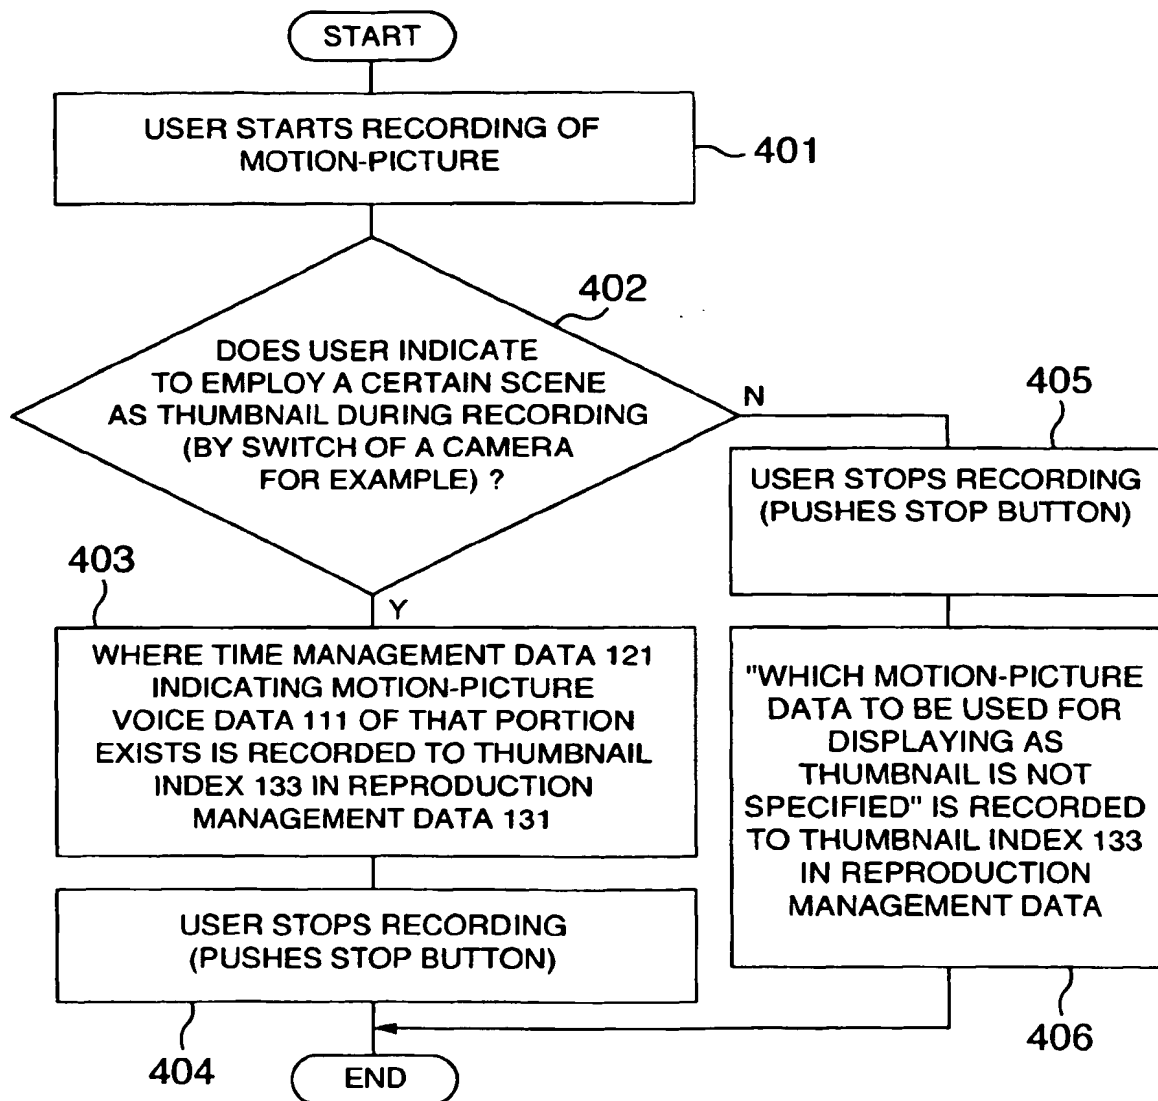 START
USER STARTS RECORDING OF
MOTION-PICTURE
401
402
DOES USER INDICATE
TO EMPLOY A CERTAIN SCENE
AS THUMBNAIL DURING RECORDING
(BY SWITCH OF A CAMERA
FOR EXAMPLE) ?
N
405
USER STOPS RECORDING
(PUSHES STOP BUTTON)
403
Y
WHERE TIME MANAGEMENT DATA 121
INDICATING MOTION-PICTURE
VOICE DATA 111 OF THAT PORTION
EXISTS IS RECORDED TO THUMBNAIL
INDEX 133 IN REPRODUCTION
MANAGEMENT DATA 131
"WHICH MOTION-PICTURE
DATA TO BE USED FOR
DISPLAYING AS
THUMBNAIL IS NOT
SPECIFIED" IS RECORDED
TO THUMBNAIL INDEX 133
IN REPRODUCTION
MANAGEMENT DATA
USER STOPS RECORDING
(PUSHES STOP BUTTON)
404
406
END